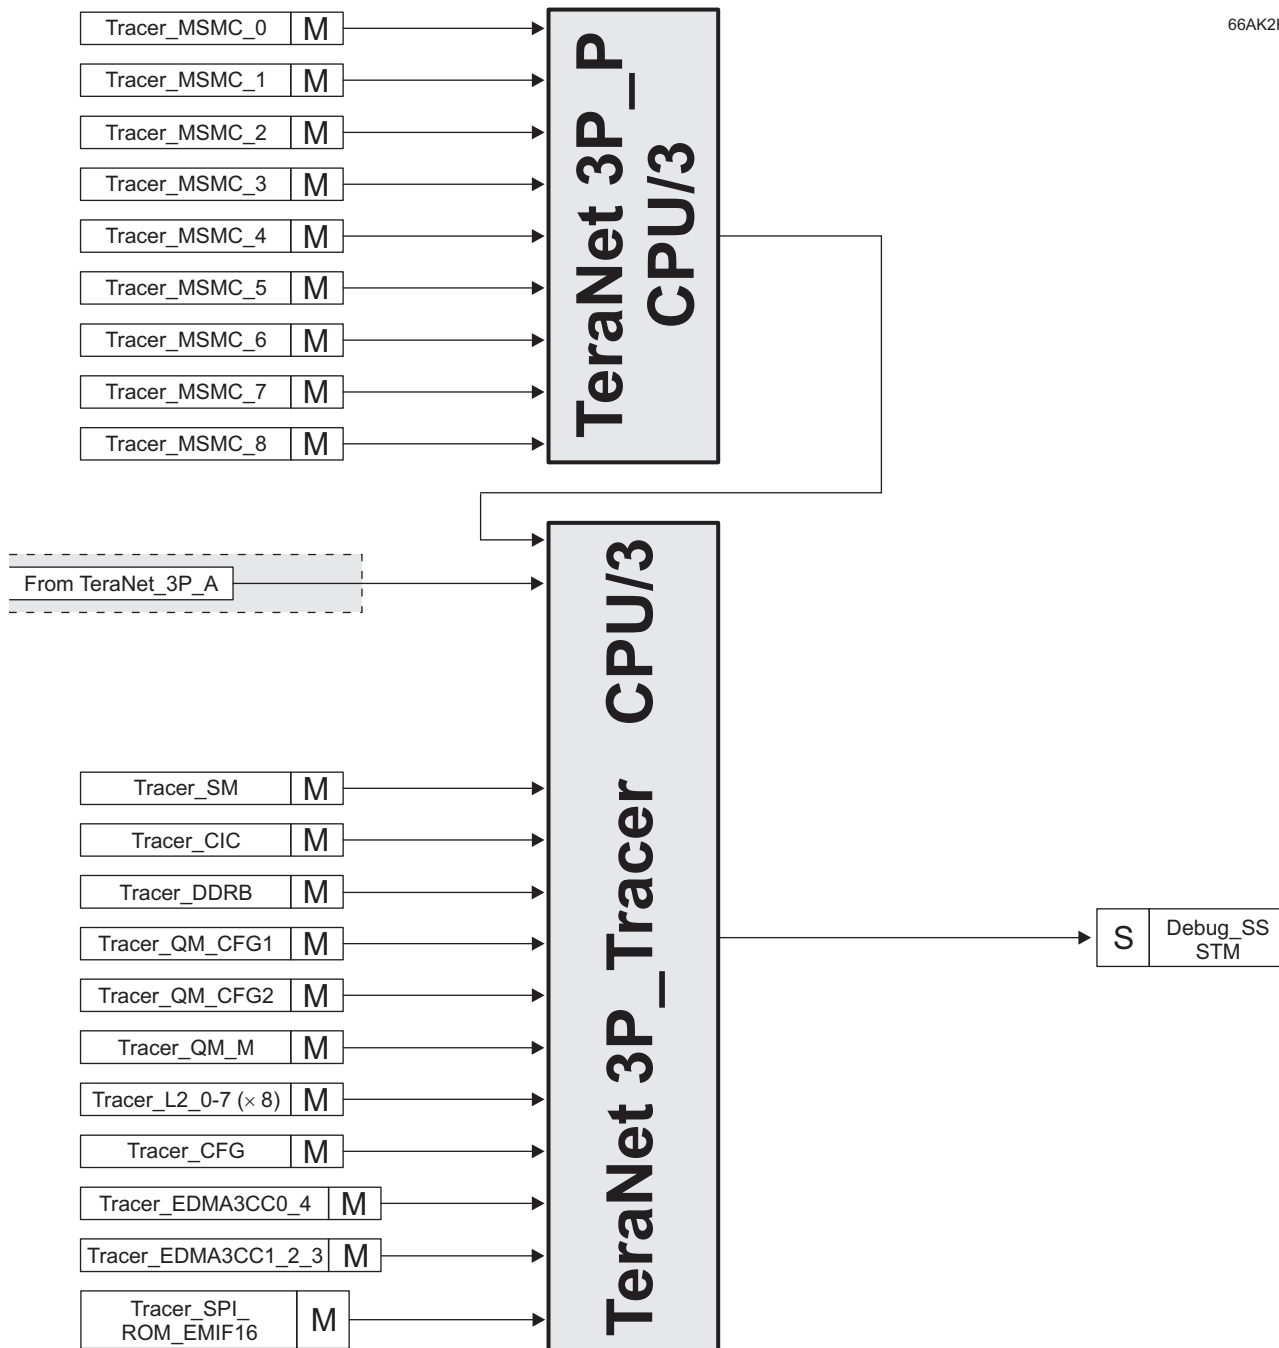 Tracer_MSMC_0 M
66AK2
Tracer_MSMC_1 M
Tracer_MSMC_2 M
Tracer_MSMC_3 M
Tracer_MSMC_4 M
Tracer_MSMC_5 M
Tracer_MSMC_6 M
Tracer_MSMC_7 M
Tracer_MSMC_8 M
TeraNet 3P_P
CPU/3
From TeraNet_3P_A
Tracer_SM M
Tracer_CIC M
Tracer_DDRB M
Tracer_QM_CFG1 M
Tracer_QM_CFG2 M
Tracer_QM_M M
Tracer_L2_0-7 (× 8) M
Tracer_CFG M
Tracer_EDMA3CC0_4 M
Tracer_EDMA3CC1_2_3 M
Tracer_SPI_
ROM_EMIF16 M
TeraNet 3P_Tracer CPU/3
S Debug_SS
STM